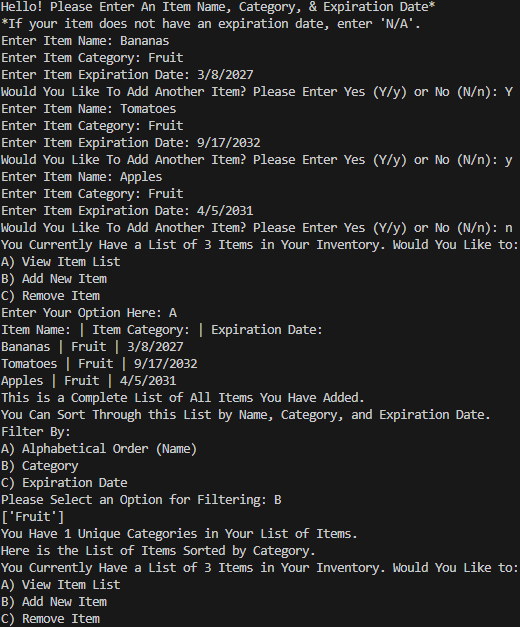 Hello! Please Enter An Item Name, Category, & Expiration Date*
*If your item does not have an expiration date, enter 'N/A'.
Enter Item Name: Bananas
Enter Item Category: Fruit
Enter Item Expiration Date: 3/8/2027
Would You Like To Add Another Item? Please Enter Yes (Y/y) or No (N/n): Y
Enter Item Name: Tomatoes
Enter Item Category: Fruit
Enter Item Expiration Date: 9/17/2032
Would You Like To Add Another Item? Please Enter Yes (Y/y) or No (N/n): y
Enter Item Name: Apples
Enter Item Category: Fruit
Enter Item Expiration Date: 4/5/2031
Would You Like To Add Another Item? Please Enter Yes (Y/y) or No (N/n): n
You Currently Have a List of 3 Items in Your Inventory. Would You Like to:
A) View Item List
B) Add New Item
C) Remove Item
Enter Your Option Here: A
Item Name: | Item Category: | Expiration Date:
Bananas | Fruit | 3/8/2027
Tomatoes | Fruit | 9/17/2032
Apples | Fruit | 4/5/2031
This is a Complete List of All Items You Have Added.
You Can Sort Through this List by Name, Category, and Expiration Date.
Filter By:
A) Alphabetical Order (Name)
B) Category
C) Expiration Date
Please Select an Option for Filtering: B
['Fruit']
You Have 1 Unique Categories in Your List of Items.
Here is the List of Items Sorted by Category.
You Currently Have a List of 3 Items in Your Inventory. Would You Like to:
A) View Item List
B) Add New Item
C) Remove Item